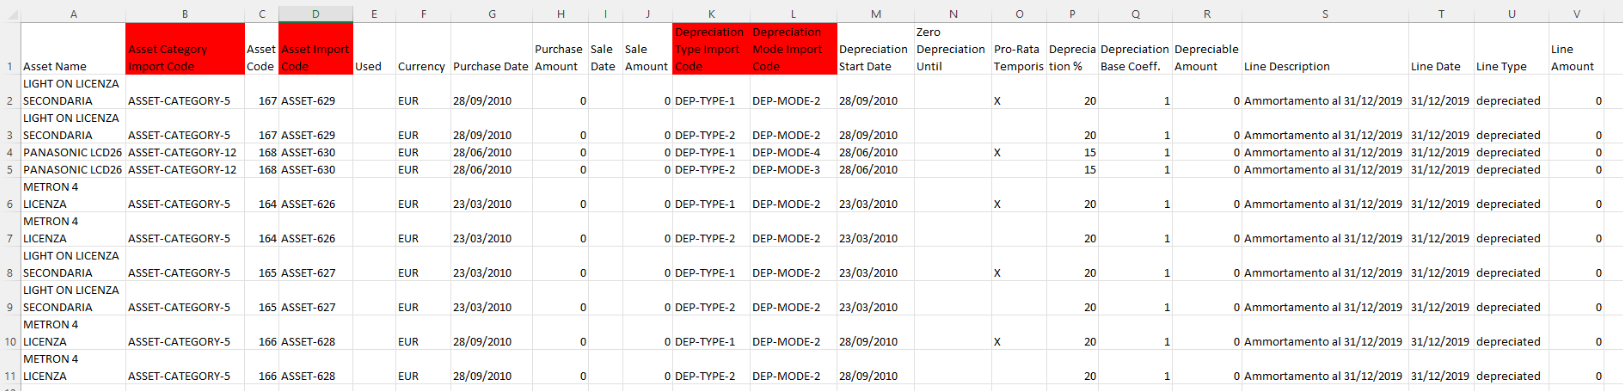 A B C D E F G H I J K L M N O P Q R S T U V
1 Asset Name Asset Category Import Code Asset Code Asset Import Code Used Currency Purchase Date Purchase Amount Sale Date Sale Amount Depreciation Type Import Code Depreciation Mode Import Code Depreciation Start Date Zero Depreciation Until Pro-Rata Temporis Deprecia tion % Depreciation Base Coeff. Depreciable Amount Line Description Line Date Line Type Line Amount
2 LIGHT ON LICENZA SECONDARIA ASSET-CATEGORY-5 167 ASSET-629 EUR 28/09/2010 0 0 DEP-TYPE-1 DEP-MODE-2 28/09/2010 X 20 1 0 Ammortamento al 31/12/2019 31/12/2019 depreciated 0
3 LIGHT ON LICENZA SECONDARIA ASSET-CATEGORY-5 167 ASSET-629 EUR 28/09/2010 0 0 DEP-TYPE-2 DEP-MODE-2 28/09/2010 20 1 0 Ammortamento al 31/12/2019 31/12/2019 depreciated 0
4 PANASONIC LCD26 ASSET-CATEGORY-12 168 ASSET-630 EUR 28/06/2010 0 0 DEP-TYPE-1 DEP-MODE-4 28/06/2010 X 15 1 0 Ammortamento al 31/12/2019 31/12/2019 depreciated 0
5 PANASONIC LCD26 ASSET-CATEGORY-12 168 ASSET-630 EUR 28/06/2010 0 0 DEP-TYPE-2 DEP-MODE-3 28/06/2010 15 1 0 Ammortamento al 31/12/2019 31/12/2019 depreciated 0
6 METRON 4 LICENZA ASSET-CATEGORY-5 164 ASSET-626 EUR 23/03/2010 0 0 DEP-TYPE-1 DEP-MODE-2 23/03/2010 X 20 1 0 Ammortamento al 31/12/2019 31/12/2019 depreciated 0
7 METRON 4 LICENZA ASSET-CATEGORY-5 164 ASSET-626 EUR 23/03/2010 0 0 DEP-TYPE-2 DEP-MODE-2 23/03/2010 20 1 0 Ammortamento al 31/12/2019 31/12/2019 depreciated 0
8 LIGHT ON LICENZA SECONDARIA ASSET-CATEGORY-5 165 ASSET-627 EUR 23/03/2010 0 0 DEP-TYPE-1 DEP-MODE-2 23/03/2010 X 20 1 0 Ammortamento al 31/12/2019 31/12/2019 depreciated 0
9 LIGHT ON LICENZA SECONDARIA ASSET-CATEGORY-5 165 ASSET-627 EUR 23/03/2010 0 0 DEP-TYPE-2 DEP-MODE-2 23/03/2010 20 1 0 Ammortamento al 31/12/2019 31/12/2019 depreciated 0
10 METRON 4 LICENZA ASSET-CATEGORY-5 166 ASSET-628 EUR 28/09/2010 0 0 DEP-TYPE-1 DEP-MODE-2 28/09/2010 X 20 1 0 Ammortamento al 31/12/2019 31/12/2019 depreciated 0
11 METRON 4 LICENZA ASSET-CATEGORY-5 166 ASSET-628 EUR 28/09/2010 0 0 DEP-TYPE-2 DEP-MODE-2 28/09/2010 20 1 0 Ammortamento al 31/12/2019 31/12/2019 depreciated 0